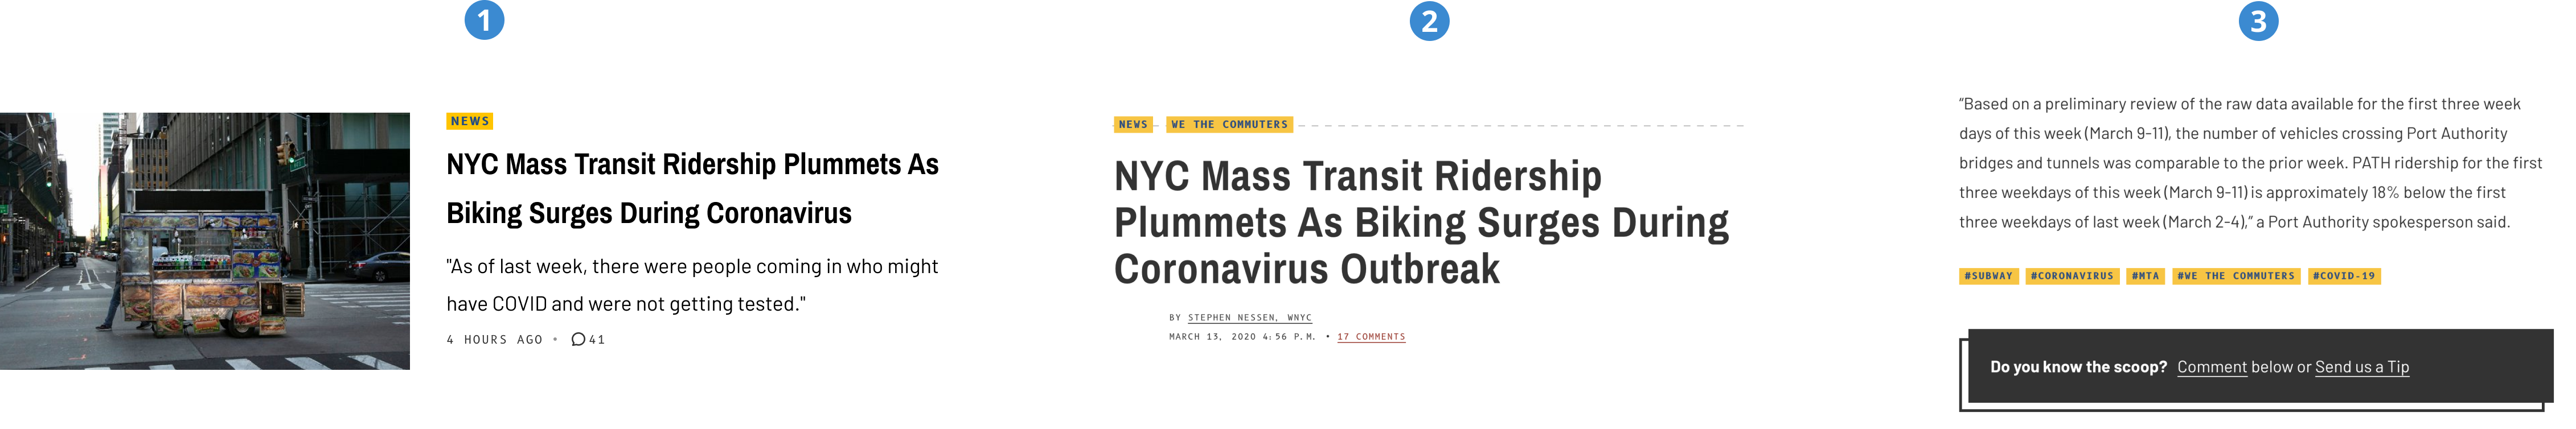 1
NEWS
NYC Mass Transit Ridership Plummets As
Biking Surges During Coronavirus
"As of last week, there were people coming in who might
have COVID and were not getting tested."
4 HOURS AGO • 41
2
NEWS WE THE COMMUTERS
NYC Mass Transit Ridership
Plummets As Biking Surges During
Coronavirus Outbreak
BY STEPHEN NESSEN, WNYC
MARCH 13, 2020 4:56 P.M. • 17 COMMENTS
3
“Based on a preliminary review of the raw data available for the first three week
days of this week (March 9-11), the number of vehicles crossing Port Authority
bridges and tunnels was comparable to the prior week. PATH ridership for the first
three weekdays of this week (March 9-11) is approximately 18% below the first
three weekdays of last week (March 2-4),” a Port Authority spokesperson said.
#SUBWAY #CORONAVIRUS #MTA #WE THE COMMUTERS #COVID-19
Do you know the scoop? Comment below or Send us a Tip